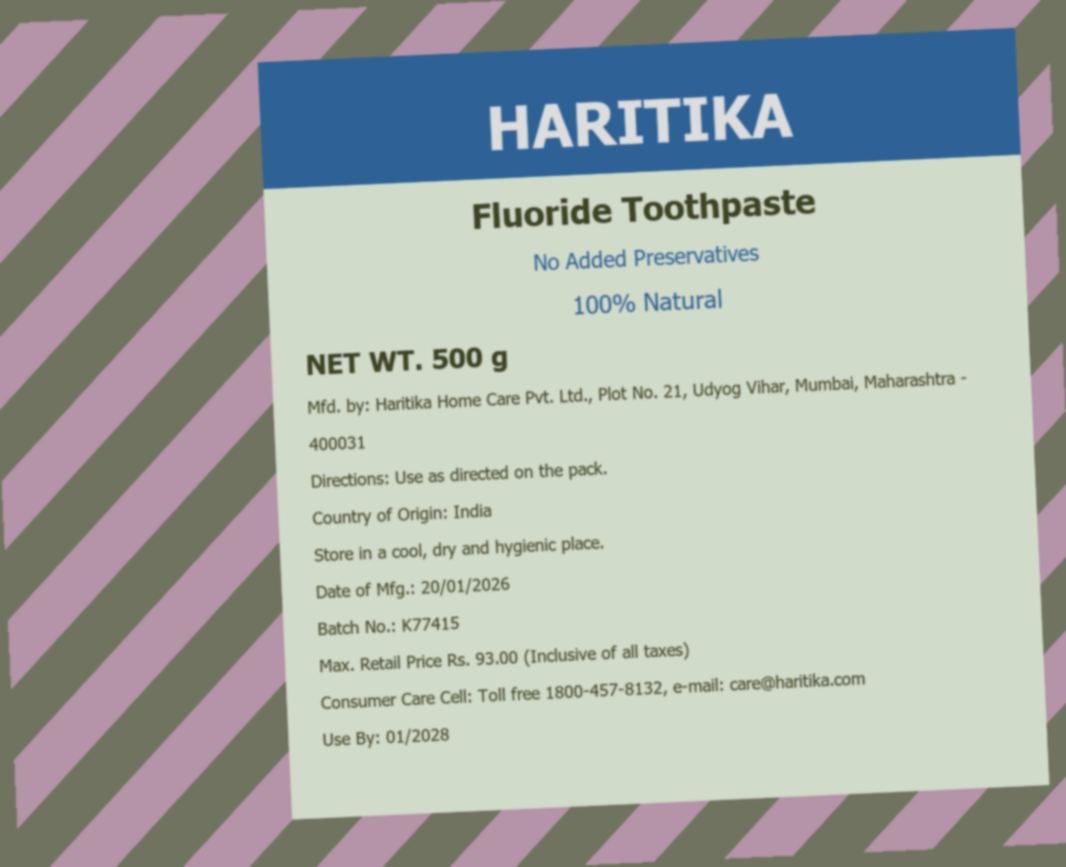 HARITIKA
Fluoride Toothpaste
No Added Preservatives
100% Natural
NET WT. 500 g
Mfd. by: Haritika Home Care Pvt. Ltd., Plot No. 21, Udyog Vihar, Mumbai, Maharashtra -
400031
Directions: Use as directed on the pack.
Country of Origin: India
Store in a cool, dry and hygienic place.
Date of Mfg.: 20/01/2026
Batch No.: K77415
Max. Retail Price Rs. 93.00 (Inclusive of all taxes)
Consumer Care Cell: Toll free 1800-457-8132, e-mail: care@haritika.com
Use By: 01/2028